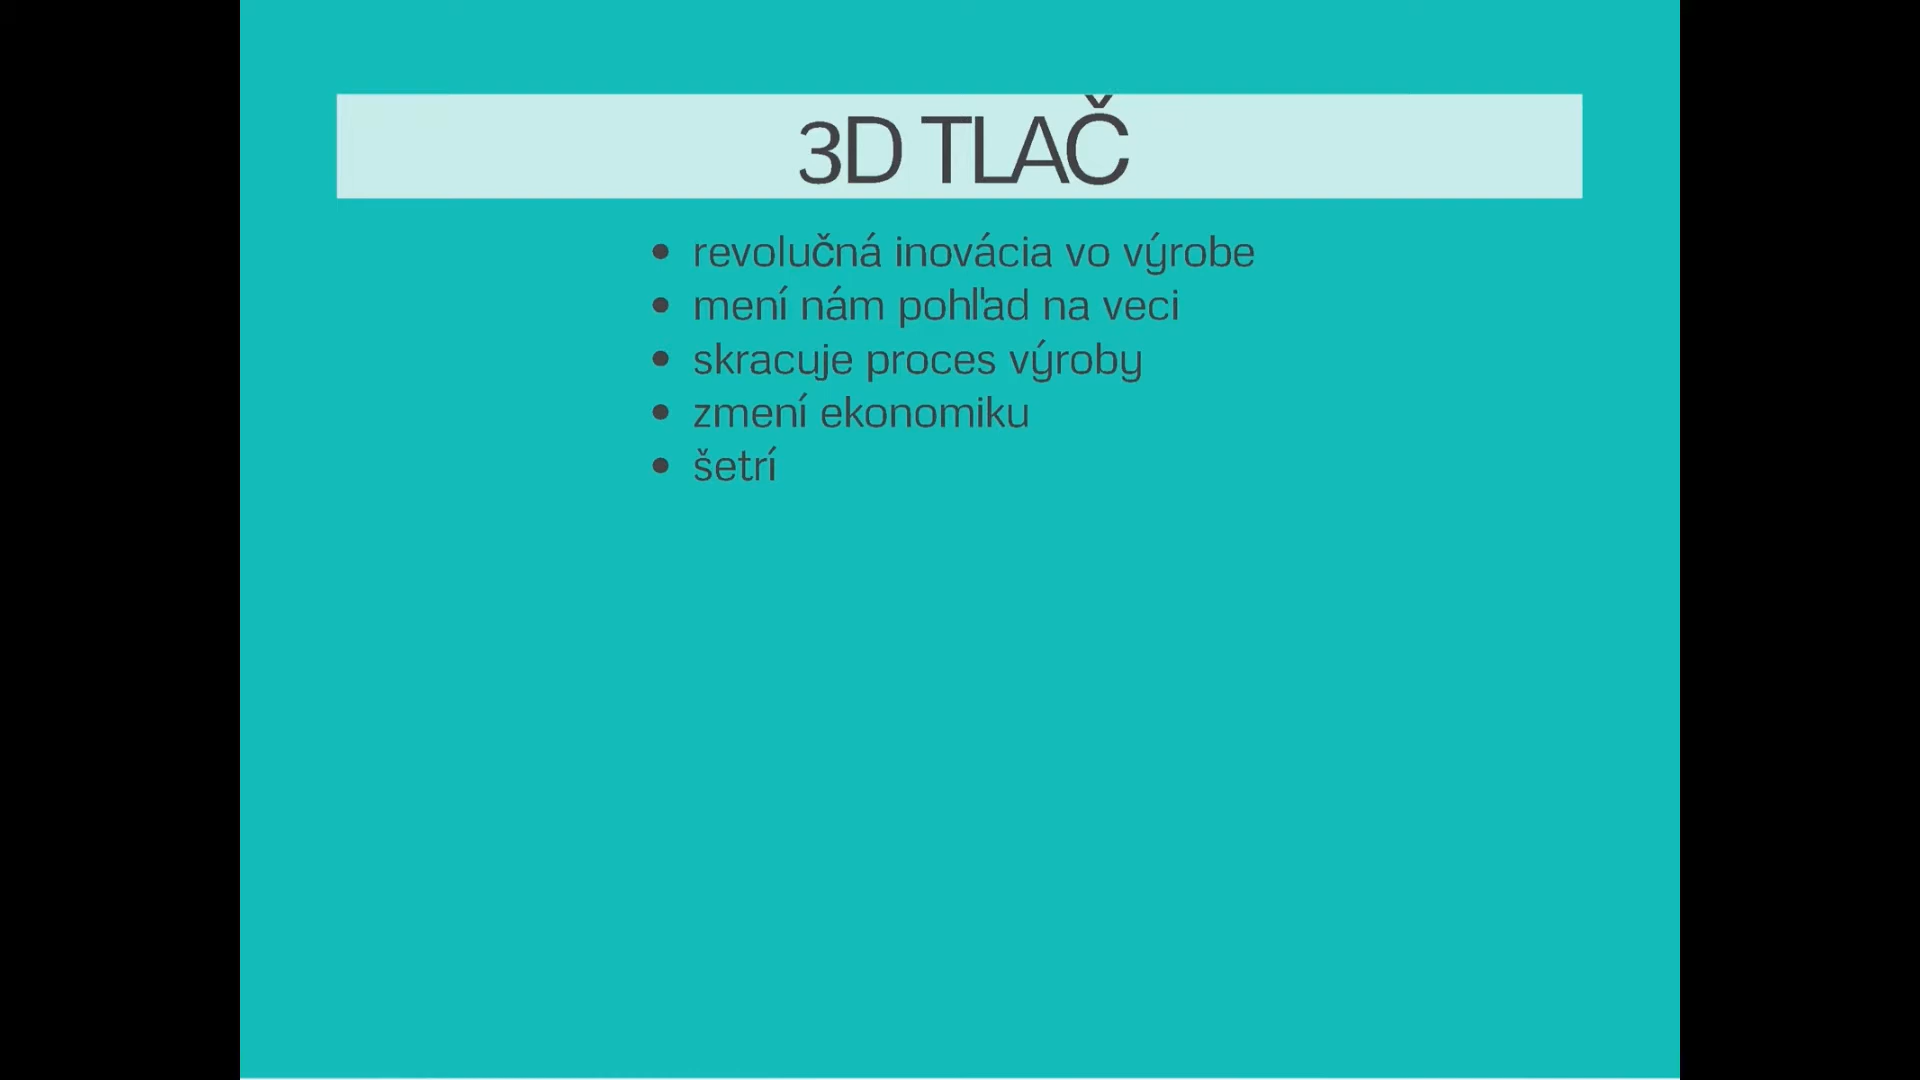 3D TLAČ
• revolučná inovácia vo výrobe
• mení nám pohľad na veci
• skracuje proces výroby
• zmení ekonomiku
• šetrí